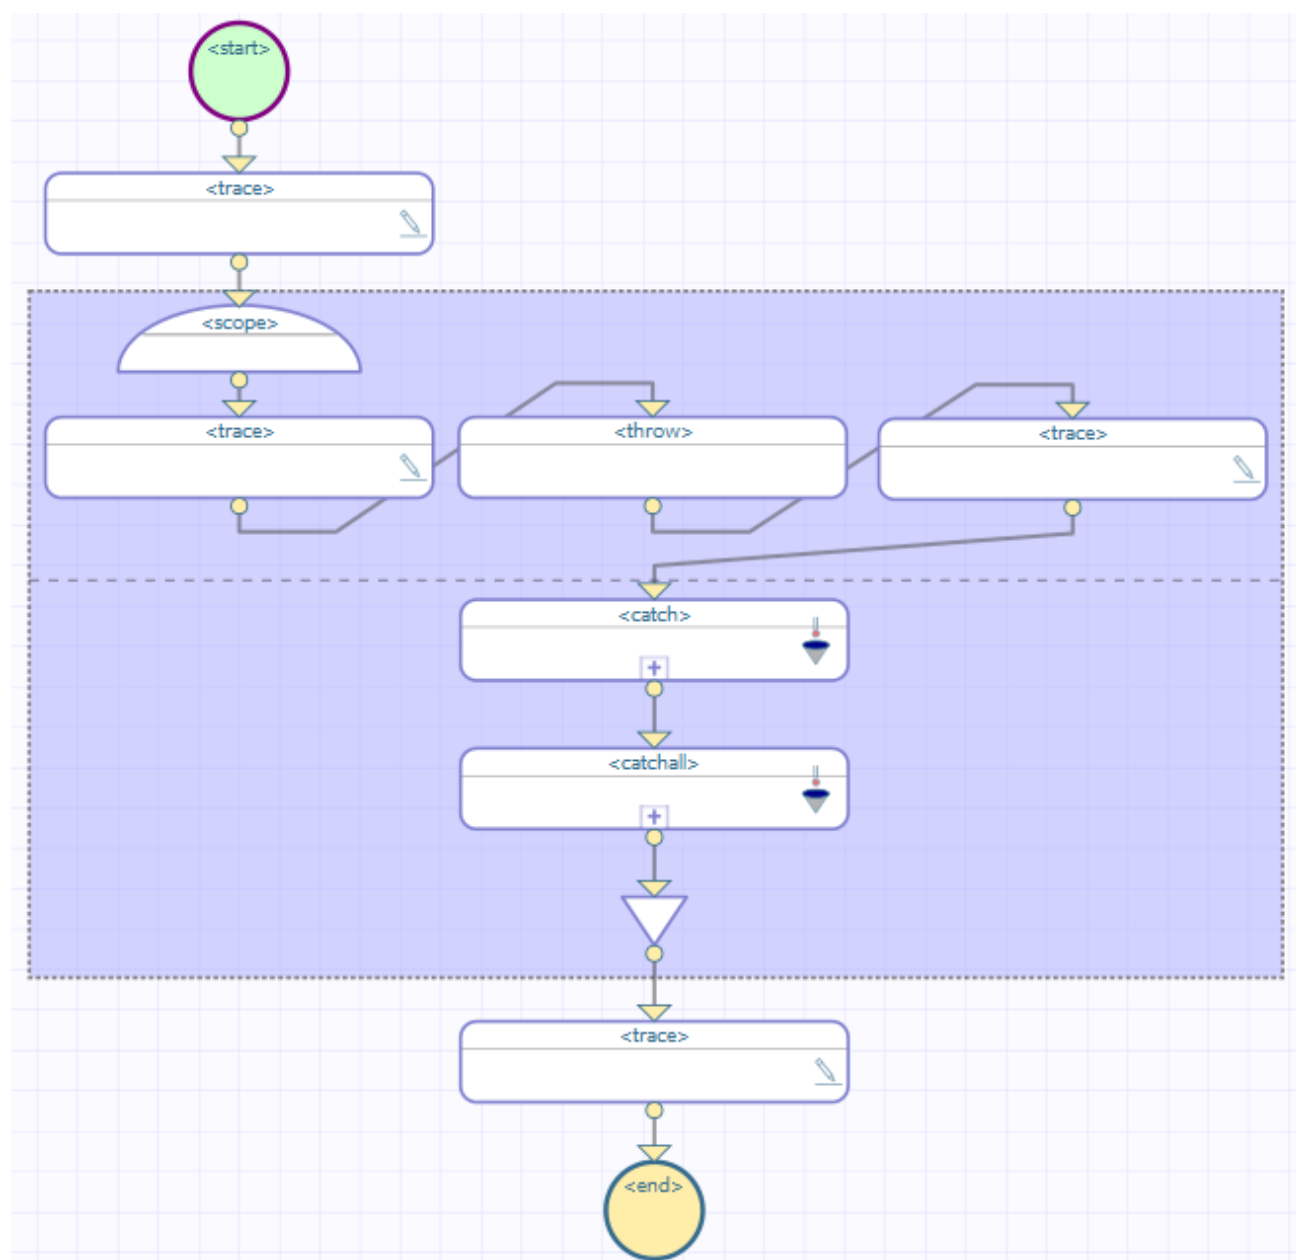 <start>
<trace>
<scope>
<trace>
<throw>
<trace>
<catch>
+
<catchall>
+
<trace>
<end>